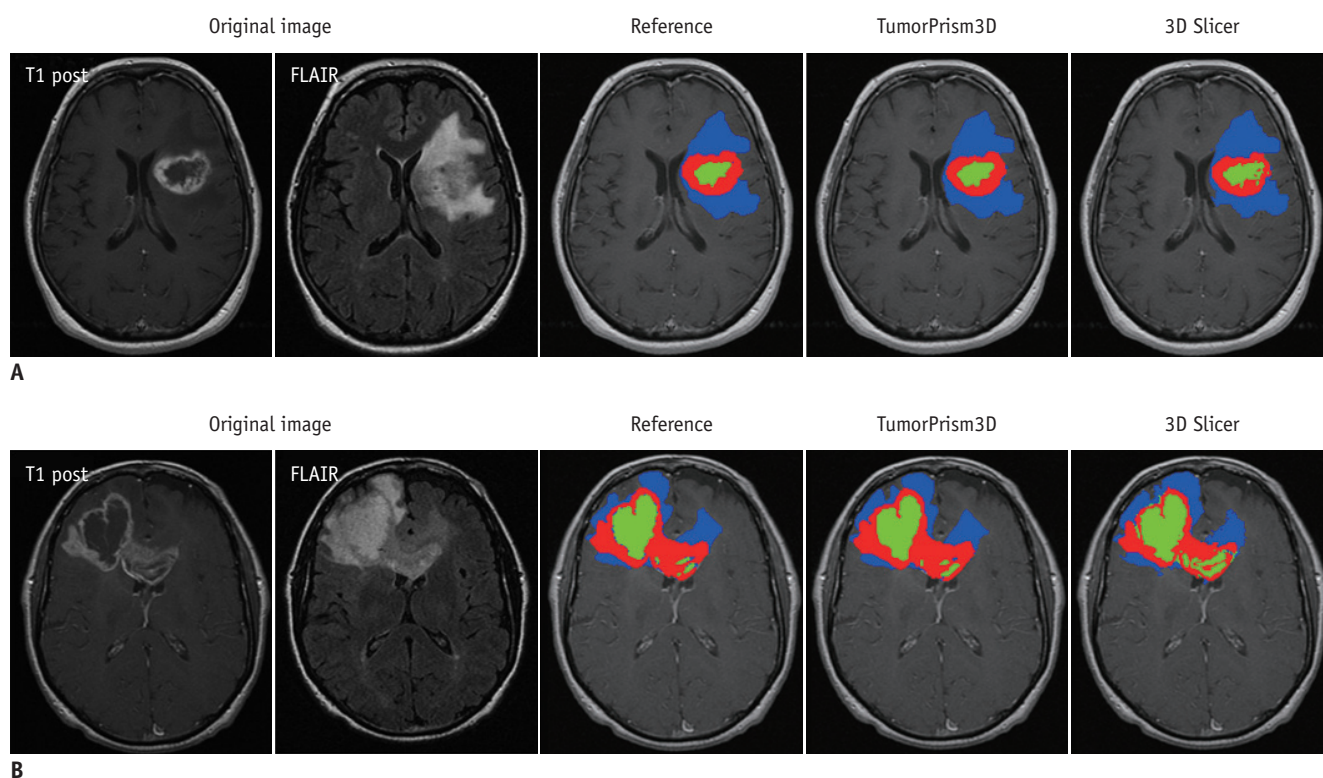 Original image Reference TumorPrism3D 3D Slicer
T1 post FLAIR
A
Original image Reference TumorPrism3D 3D Slicer
T1 post FLAIR
B